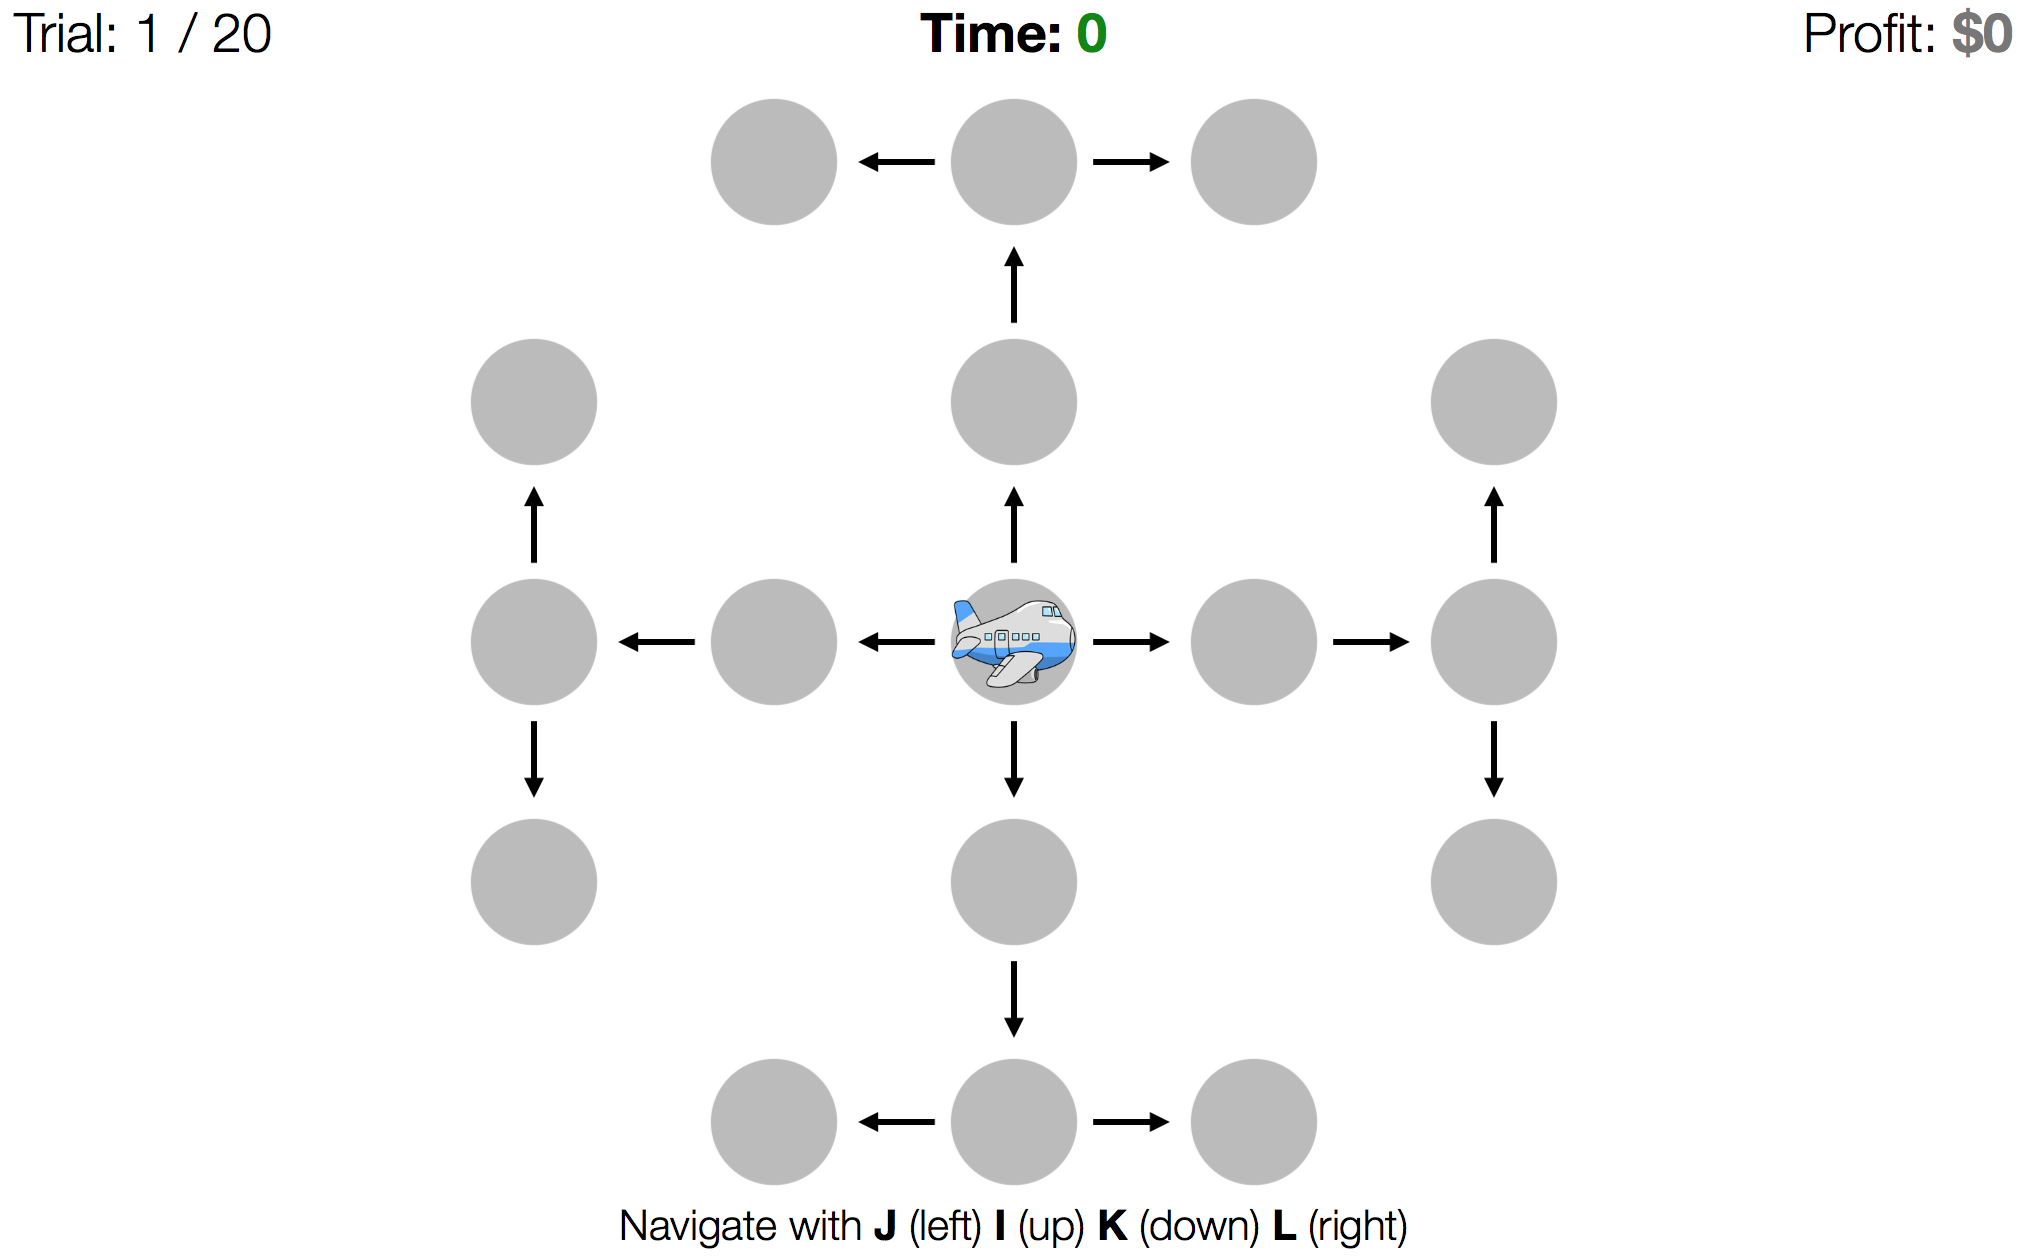 Trial: 1 / 20
Time: 0
Profit: $0
Navigate with J (left) I (up) K (down) L (right)